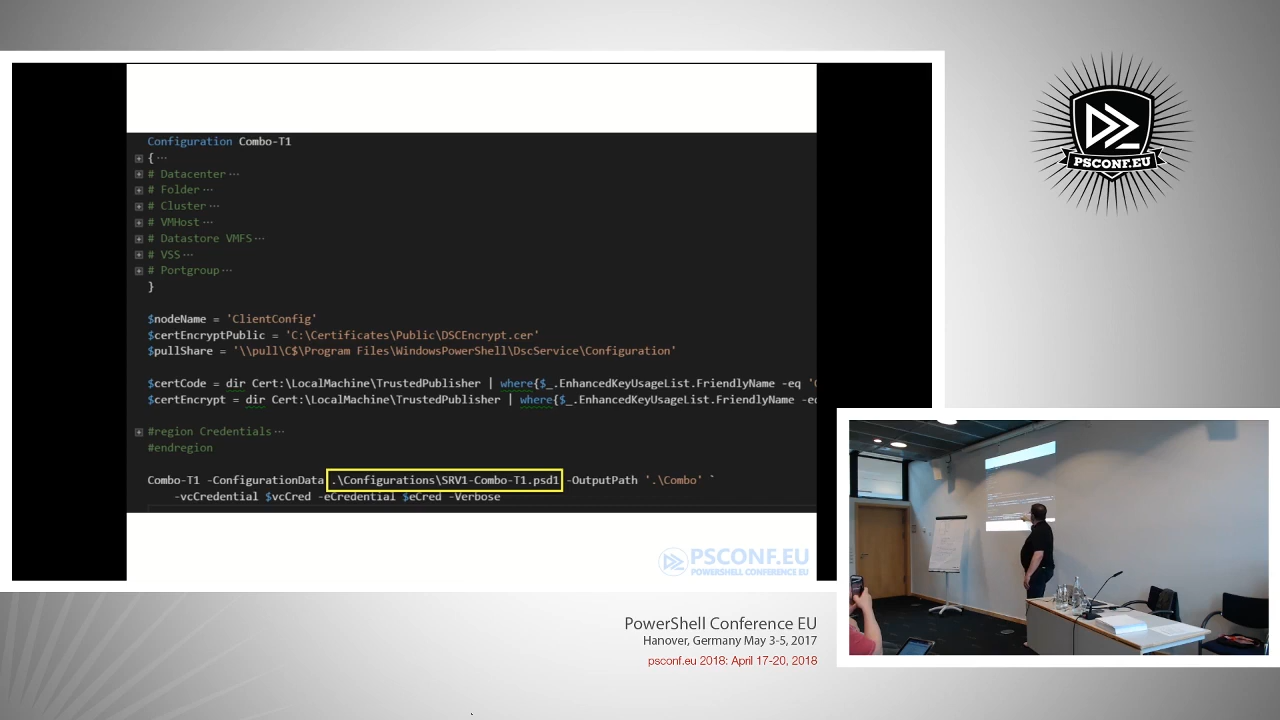 Configuration Combo-T1
{...
# Datacenter...
# Folder...
# Cluster...
# VMHost...
# Datastore VMFS...
# VSS...
# Portgroup...
}
$nodeName = 'ClientConfig'
$certEncryptPublic = 'C:\Certificates\Public\DSCEncrypt.cer'
$pullShare = '\\pull\C$\Program Files\WindowsPowerShell\DscService\Configuration'
$certCode = dir Cert:\LocalMachine\TrustedPublisher | where{$_.EnhancedKeyUsageList.FriendlyName -eq '
$certEncrypt = dir Cert:\LocalMachine\TrustedPublisher | where{$_.EnhancedKeyUsageList.FriendlyName -eq
#region Credentials...
#endregion
Combo-T1 -ConfigurationData .\Configurations\SRV1-Combo-T1.psd1 -OutputPath '.\Combo' `
-vcCredential $vcCred -eCredential $eCred -Verbose
PSCONF.EU
POWERSHELL CONFERENCE EU
PSCONF.EU
PowerShell Conference EU
Hanover, Germany May 3-5, 2017
psconf.eu 2018: April 17-20, 2018